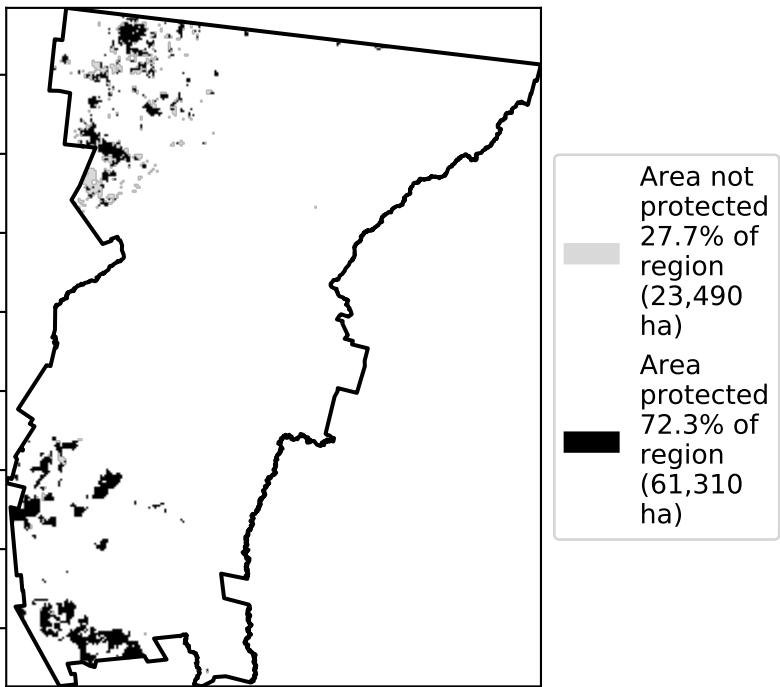 Area not
protected
27.7% of
region
(23,490
ha)
Area
protected
72.3% of
region
(61,310
ha)